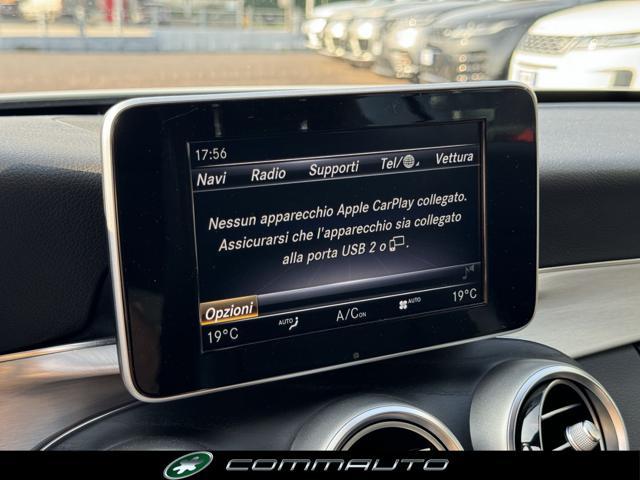 17:56
Navi Radio Supporti Tel/ Vettura
Nessun apparecchio Apple CarPlay collegato.
Assicurarsi che l'apparecchio sia collegato
alla porta USB 2 o .
Opzioni
19°C AUTO A/C ON AUTO 19°C
COMMAUTO